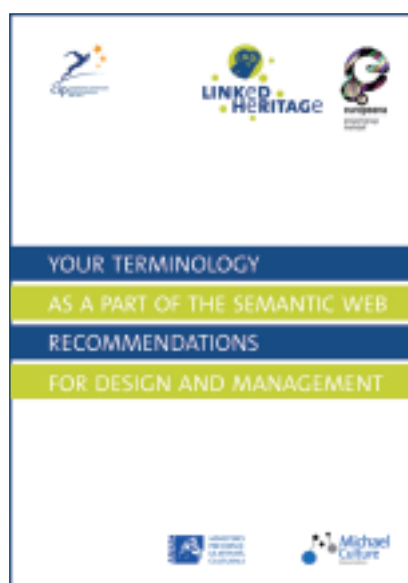 LINKeD
HeRITAGe
europeana
YOUR TERMINOLOGY
AS A PART OF THE SEMANTIC WEB
RECOMMENDATIONS
FOR DESIGN AND MANAGEMENT
Michael
Culture